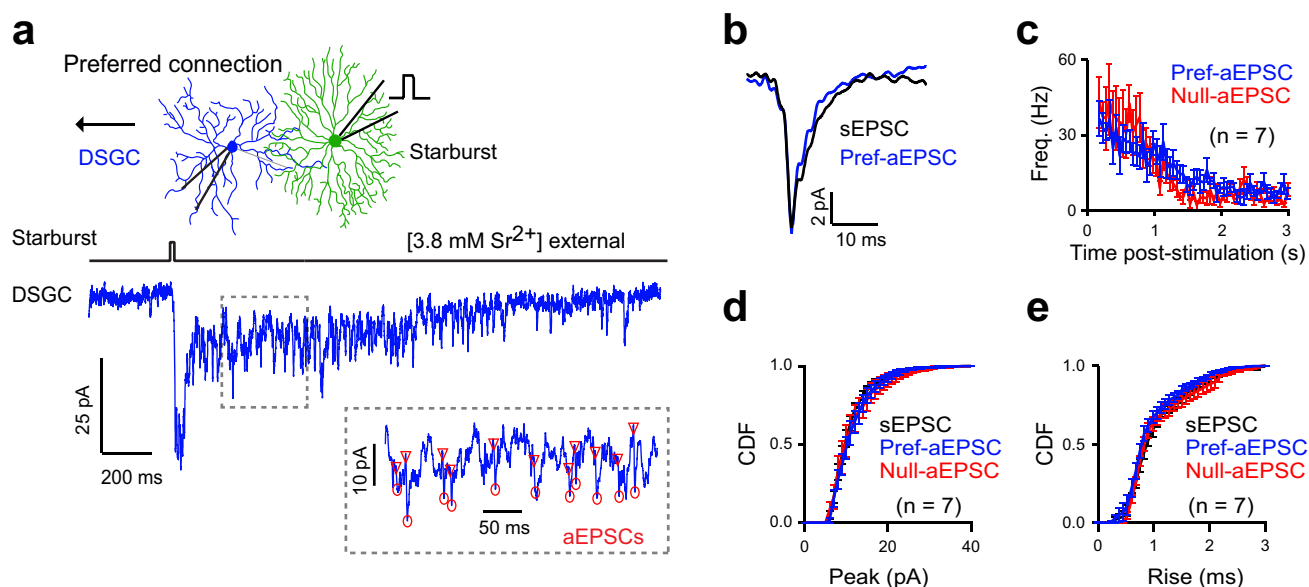 a
Preferred connection
DSGC
Starburst
Starburst
[3.8 mM Sr2+] external
DSGC
25 pA
200 ms
10 pA
50 ms
aEPSCs
b
sEPSC
Pref-aEPSC
2 pA
10 ms
c
Pref-aEPSC
Null-aEPSC
(n = 7)
Freq. (Hz)
60
30
0
0 1 2 3
Time post-stimulation (s)
d
CDF
1.0
0.5
0.0
sEPSC
Pref-aEPSC
Null-aEPSC
(n = 7)
0 20 40
Peak (pA)
e
CDF
1.0
0.5
0.0
sEPSC
Pref-aEPSC
Null-aEPSC
(n = 7)
0 1 2 3
Rise (ms)